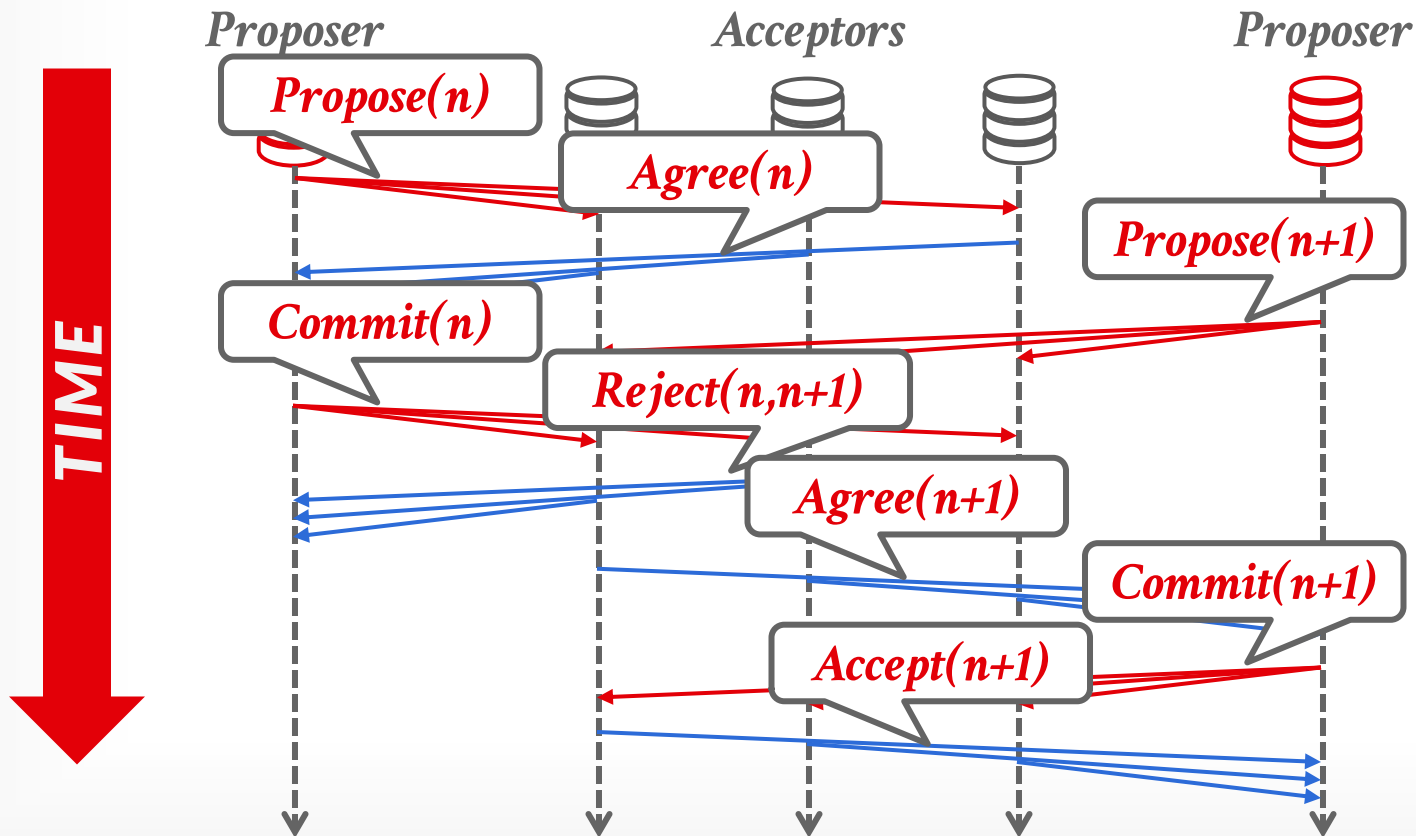 Proposer
Acceptors
Proposer
Propose(n)
Agree(n)
Propose(n+1)
Commit(n)
Reject(n,n+1)
Agree(n+1)
Commit(n+1)
Accept(n+1)
TIME